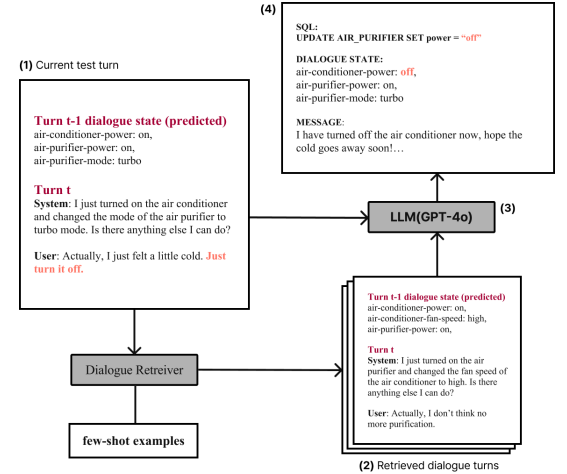 (1) Current test turn
Turn t-1 dialogue state (predicted)
air-conditioner-power: on,
air-purifier-power: on,
air-purifier-mode: turbo
Turn t
System: I just turned on the air conditioner
and changed the mode of the air purifier to
turbo mode. Is there anything else I can do?
User: Actually, I just felt a little cold. Just
turn it off.
Dialogue Retreiver
few-shot examples
(2) Retrieved dialogue turns
Turn t-1 dialogue state (predicted)
air-conditioner-power: on,
air-conditioner-fan-speed: high,
air-purifier-power: on,
Turn t
System: I just turned on the air
purifier and changed the fan speed of
the air conditioner to high. Is there
anything else I can do?
User: Actually, I don't think no
more purification.
(3)
LLM(GPT-4o)
(4)
SQL:
UPDATE AIR_PURIFIER SET power = “off”
DIALOGUE STATE:
air-conditioner-power: off,
air-purifier-power: on,
air-purifier-mode: turbo
MESSAGE:
I have turned off the air conditioner now, hope the
cold goes away soon!…